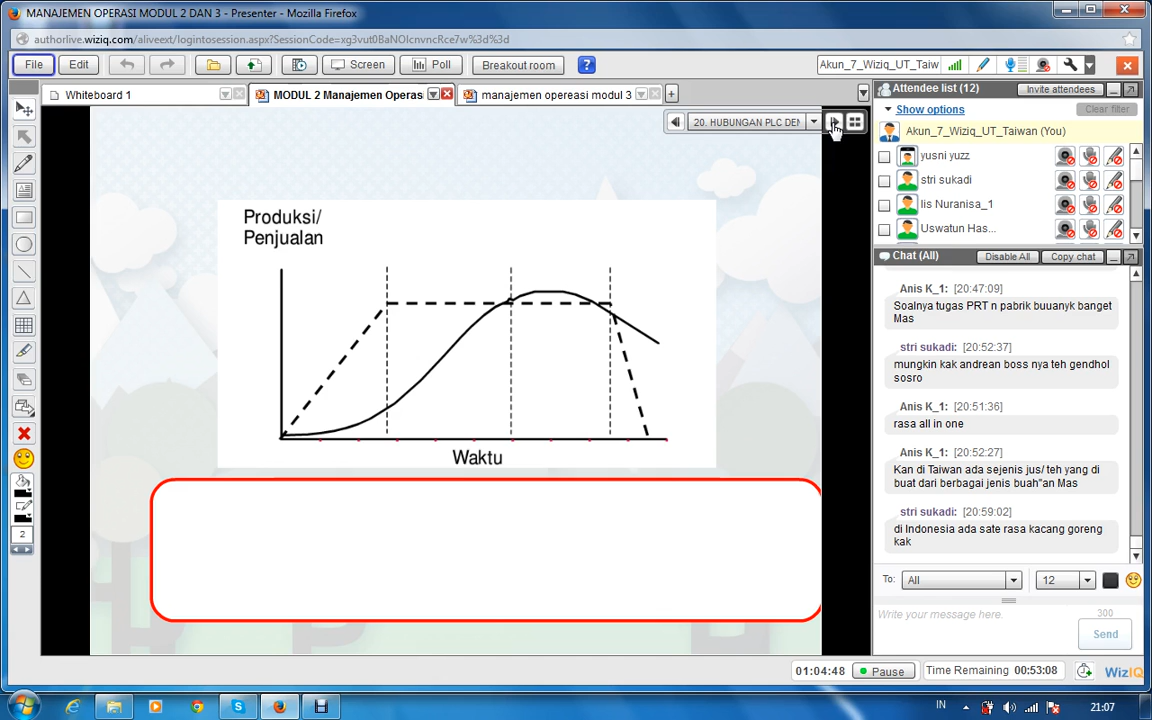 MANAJEMEN OPERASI MODUL 2 DAN 3 - Presenter - Mozilla Firefox
authorlive.wiziq.com/aliveext/logintosession.aspx?SessionCode=xg3vut0BaNOIcnvncRce7w%3d%3d
File Edit Screen Poll Breakout room ? Akun_7_Wiziq_UT_Taiw
Whiteboard 1 MODUL 2 Manajemen Operas manajemen opereasi modul 3
20. HUBUNGAN PLC DEN
Produksi/
Penjualan
Waktu
2
Attendee list (12) Invite attendees
Show options Clear filter
Akun_7_Wiziq_UT_Taiwan (You)
yusni yuzz
stri sukadi
Iis Nuranisa_1
Uswatun Has...
Chat (All) Disable All Copy chat
Anis K_1: [20:47:09]
Soalnya tugas PRT n pabrik buuanyk banget
Mas
stri sukadi: [20:52:37]
mungkin kak andrean boss nya teh gendhol
sosro
Anis K_1: [20:51:36]
rasa all in one
Anis K_1: [20:52:27]
Kan di Taiwan ada sejenis jus/ teh yang di
buat dari berbagai jenis buah"an Mas
stri sukadi: [20:59:02]
di Indonesia ada sate rasa kacang goreng
kak
To: All 12
Write your message here. 300
Send
01:04:48 Pause Time Remaining 00:53:08 WizIQ
IN 21:07